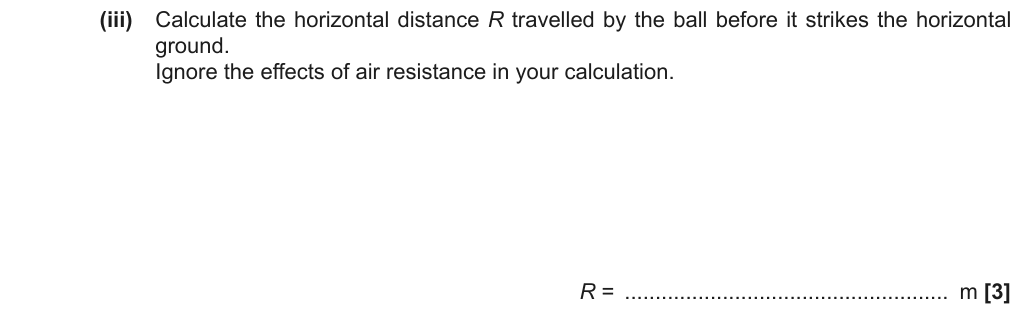 (iii) Calculate the horizontal distance R travelled by the ball before it strikes the horizontal
ground.
Ignore the effects of air resistance in your calculation.
R = ..................................................... m [3]